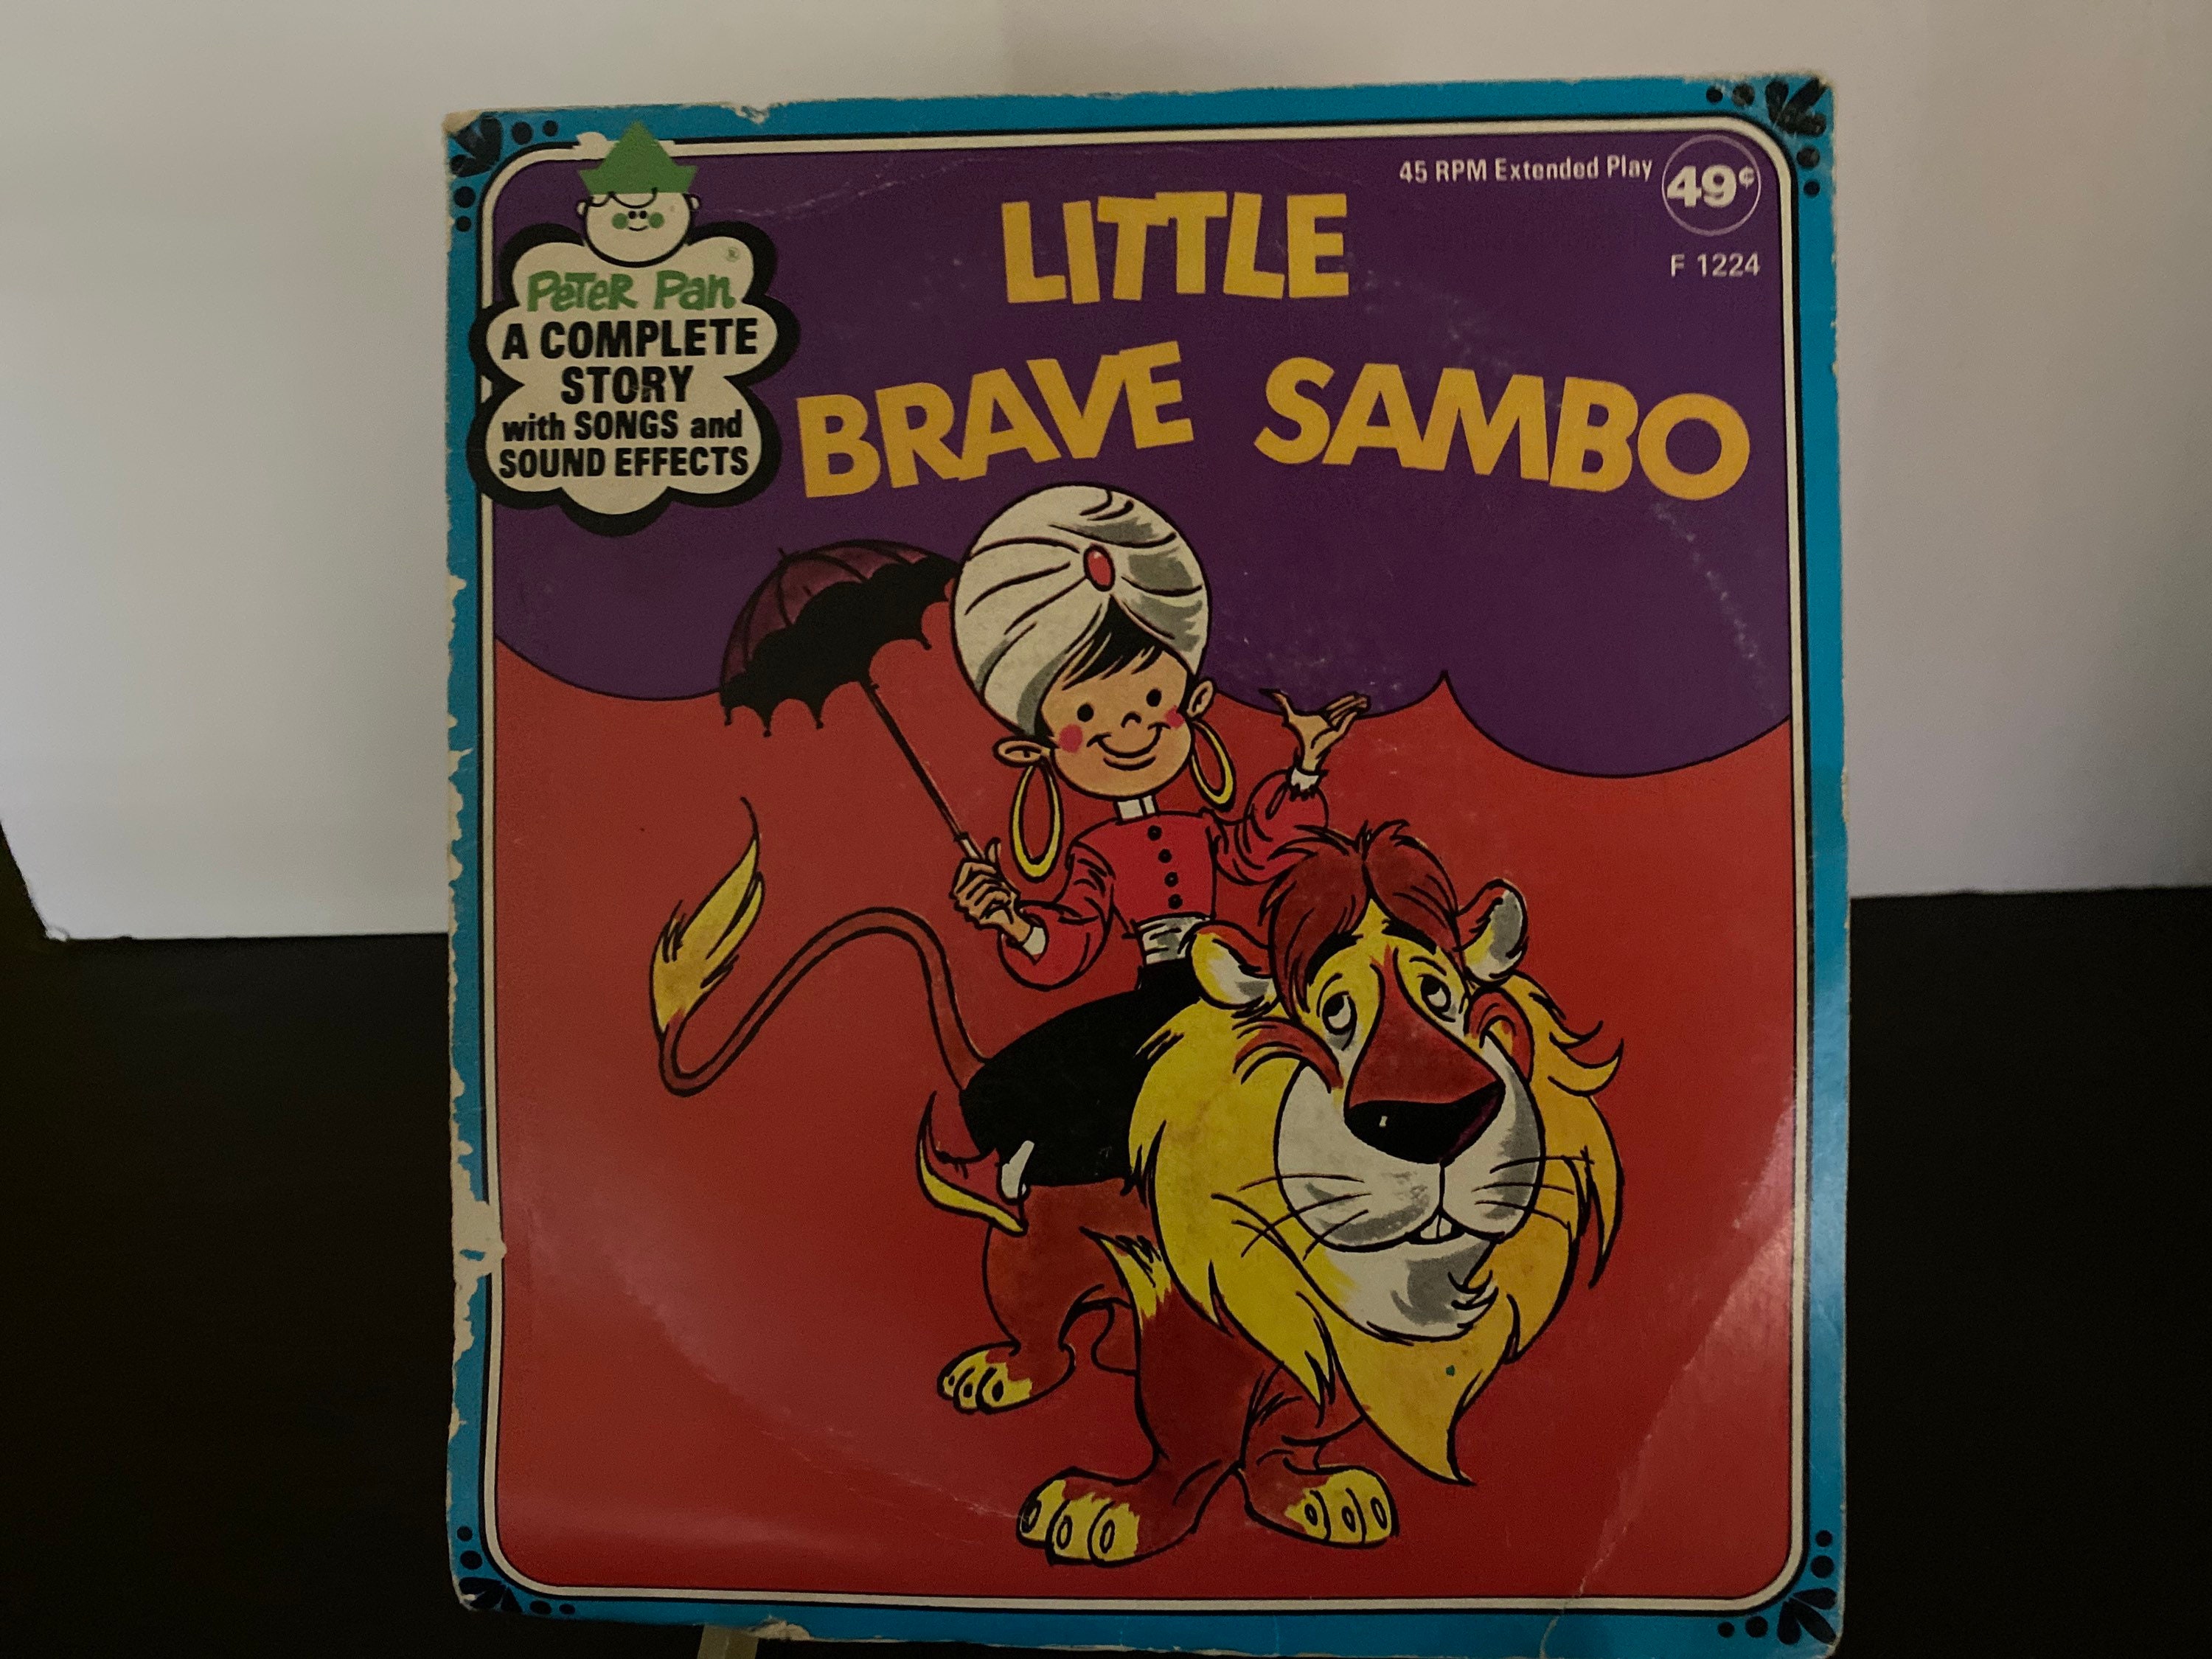 45 RPM Extended Play
49¢
F 1224
LITTLE
BRAVE SAMBO
PETER Pan ®
A COMPLETE
STORY
with SONGS and
SOUND EFFECTS